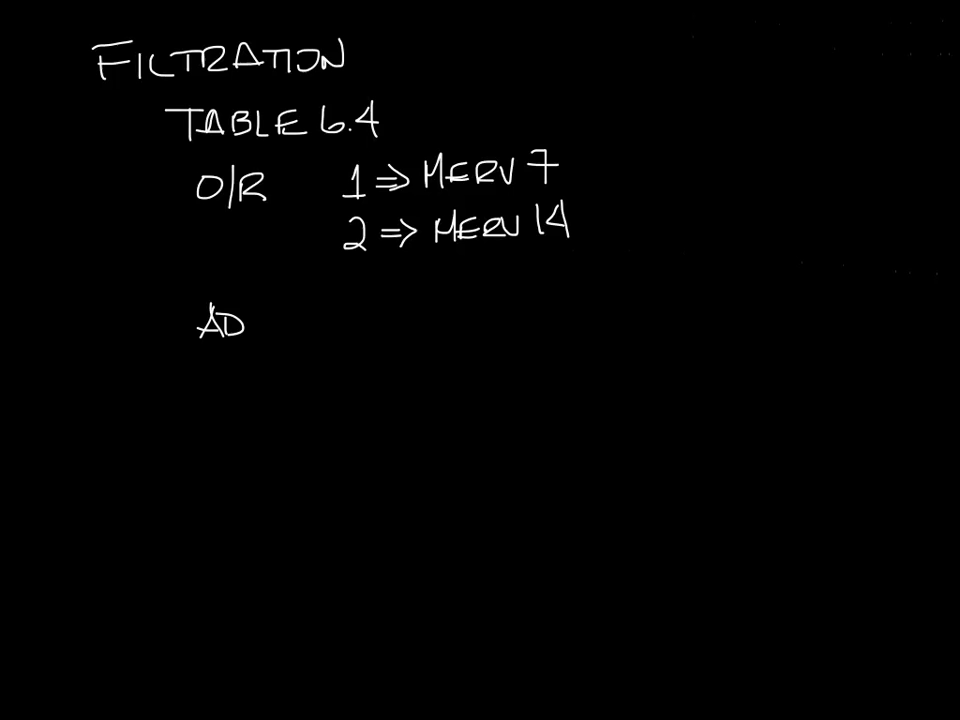 FILTRATION
TABLE 6.4
O/R 1 => MERV 7
2 => MERV 14
AD